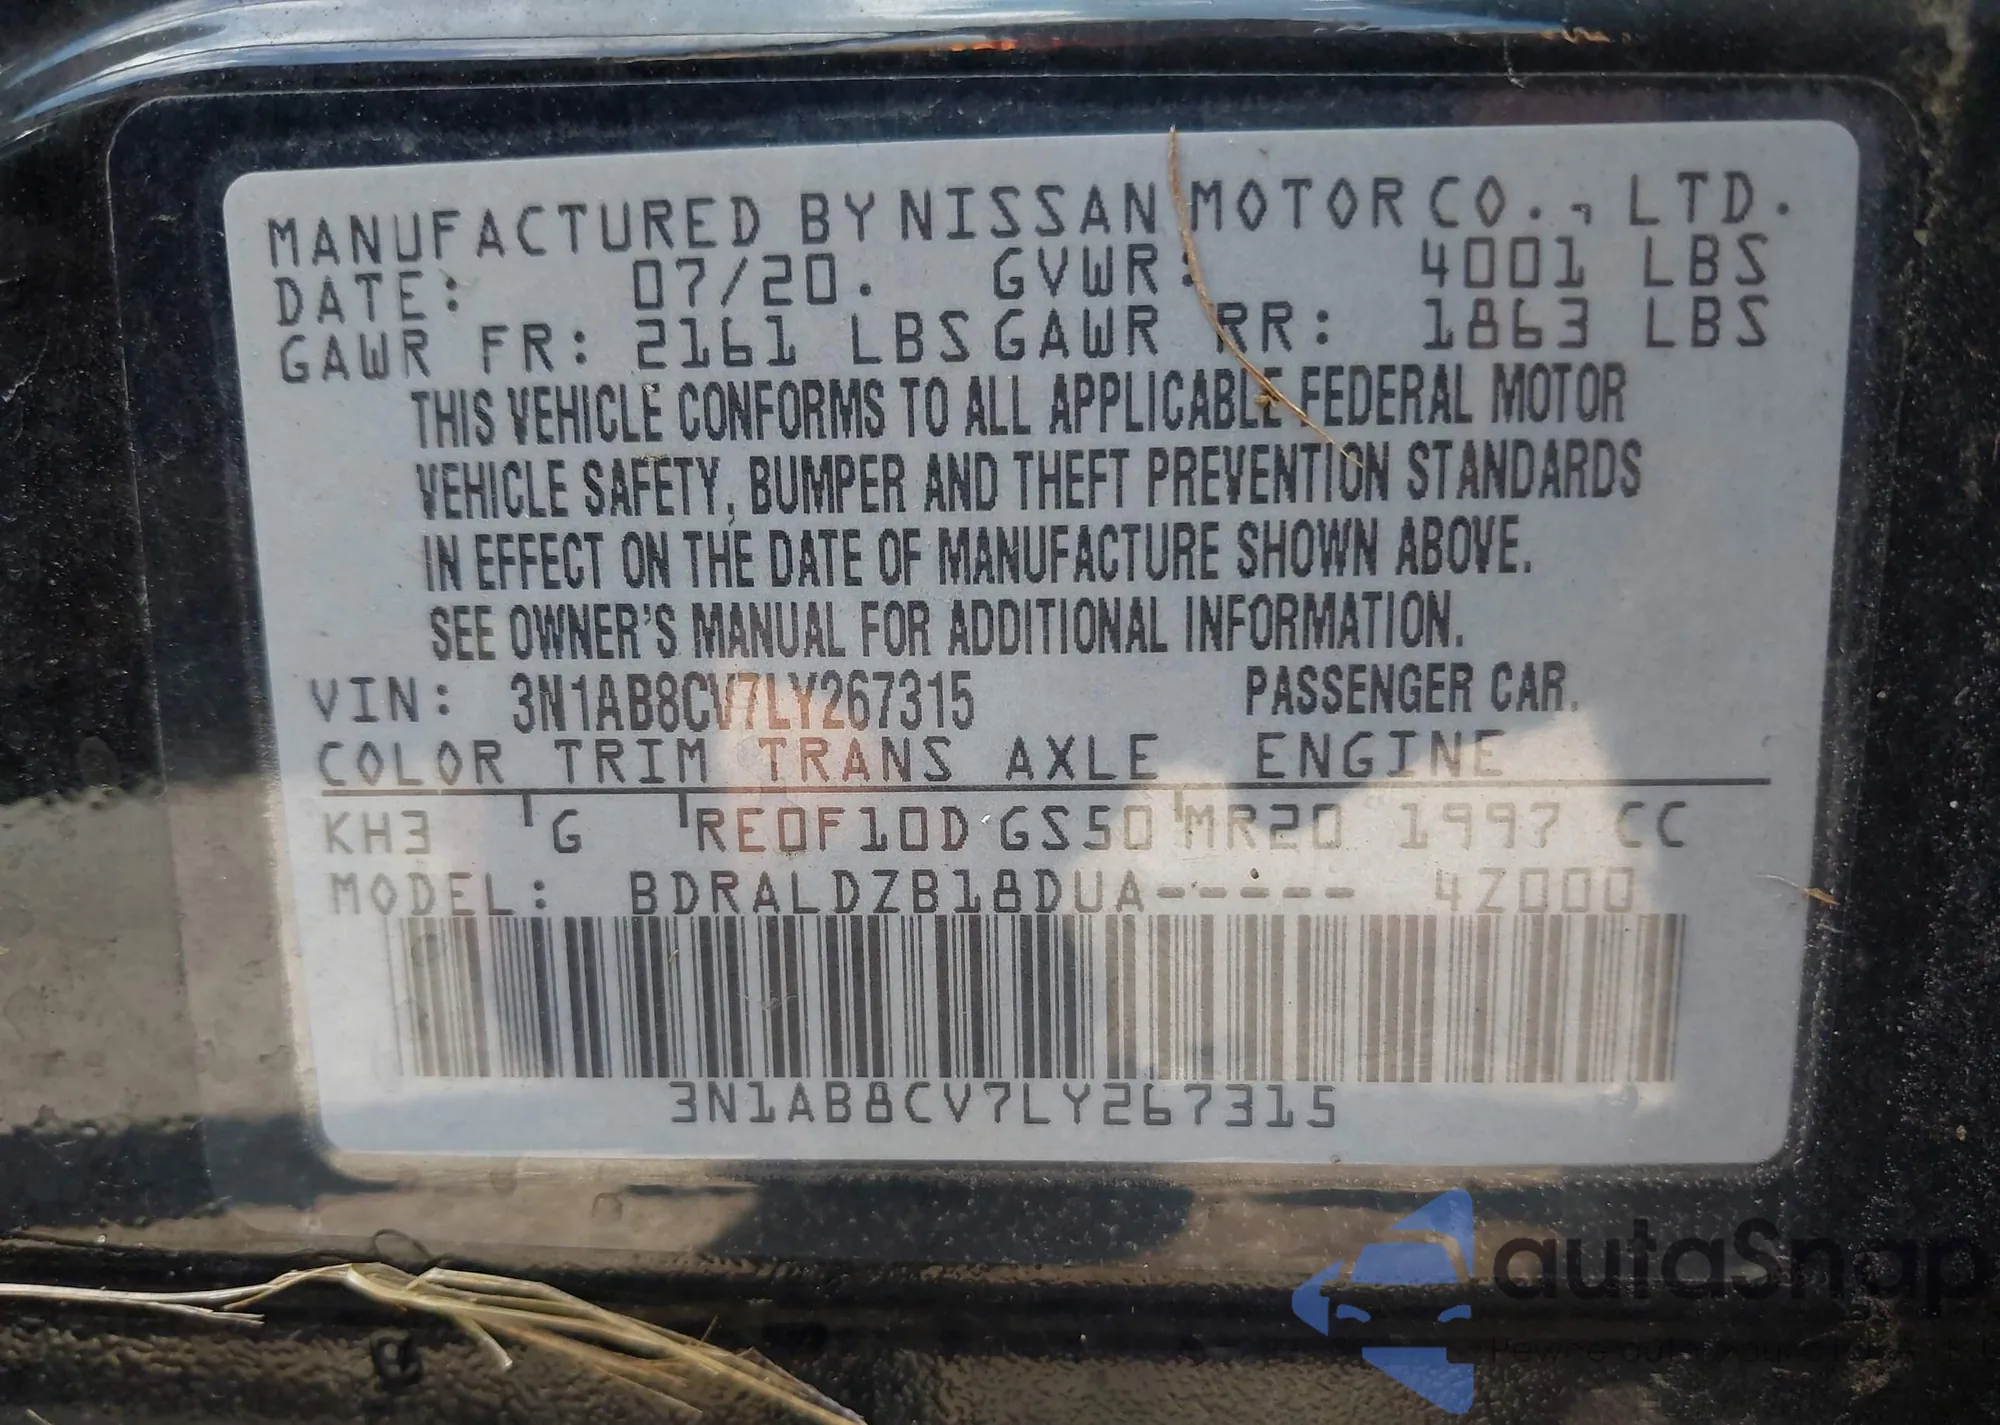 MANUFACTURED BY NISSAN MOTOR CO., LTD.
DATE: 07/20. GVWR: 4001 LBS
GAWR FR: 2161 LBS GAWR RR: 1863 LBS
THIS VEHICLE CONFORMS TO ALL APPLICABLE FEDERAL MOTOR
VEHICLE SAFETY, BUMPER AND THEFT PREVENTION STANDARDS
IN EFFECT ON THE DATE OF MANUFACTURE SHOWN ABOVE.
SEE OWNER'S MANUAL FOR ADDITIONAL INFORMATION.
VIN: 3N1AB8CV7LY267315 PASSENGER CAR.
COLOR TRIM TRANS AXLE ENGINE
KH3 G RE0F10D GS50 MR20 1997 CC
MODEL: BDRALDZB18DUA----- 4Z000
3N1AB8CV7LY267315
autaSnap
Pewne auta z